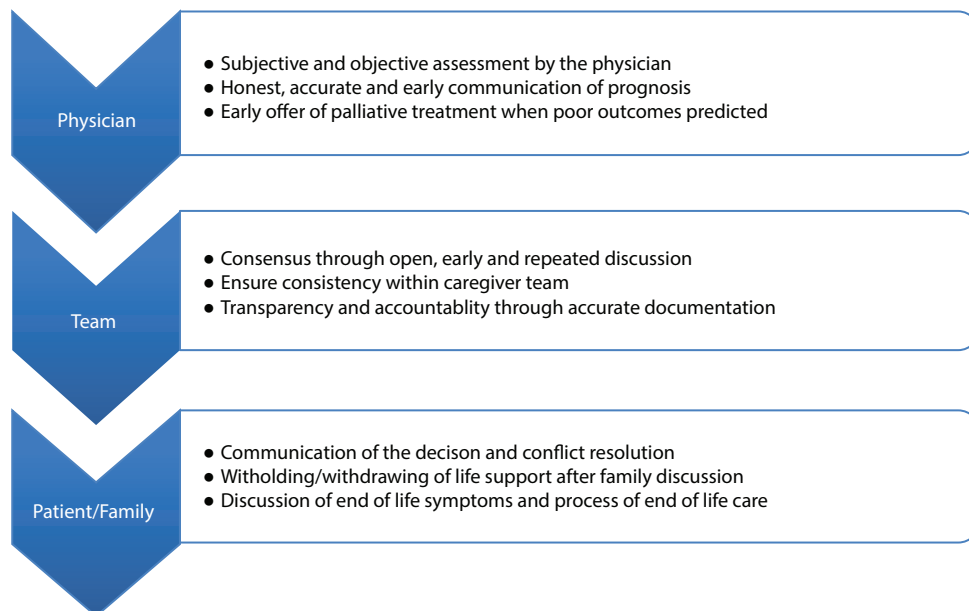 Physician
● Subjective and objective assessment by the physician
● Honest, accurate and early communication of prognosis
● Early offer of palliative treatment when poor outcomes predicted
Team
● Consensus through open, early and repeated discussion
● Ensure consistency within caregiver team
● Transparency and accountablity through accurate documentation
Patient/Family
● Communication of the decison and conflict resolution
● Witholding/withdrawing of life support after family discussion
● Discussion of end of life symptoms and process of end of life care